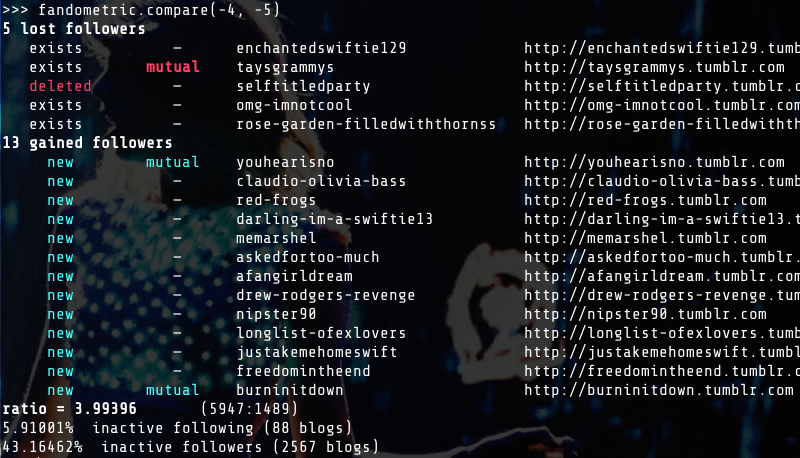 >>> fandometric.compare(-4, -5)
5 lost followers
exists – enchantedswiftie129 http://enchantedswiftie129.tumb
exists mutual taysgrammys http://taysgrammys.tumblr.com
deleted – selftitledparty http://selftitledparty.tumblr.c
exists – omg-imnotcool http://omg-imnotcool.tumblr.com
exists – rose-garden-filledwiththornss http://rose-garden-filledwithth
13 gained followers
new mutual youhearisno http://youhearisno.tumblr.com
new – claudio-olivia-bass http://claudio-olivia-bass.tumb
new – red-frogs http://red-frogs.tumblr.com
new – darling-im-a-swiftie13 http://darling-im-a-swiftie13.t
new – memarshel http://memarshel.tumblr.com
new – askedfortoo-much http://askedfortoo-much.tumblr.
new – afangirldream http://afangirldream.tumblr.com
new – drew-rodgers-revenge http://drew-rodgers-revenge.tum
new – nipster90 http://nipster90.tumblr.com
new – longlist-ofexlovers http://longlist-ofexlovers.tumb
new – justakemehomeswift http://justakemehomeswift.tumbl
new – freedomintheend http://freedomintheend.tumblr.c
new mutual burninitdown http://burninitdown.tumblr.com
ratio = 3.99396 (5947:1489)
5.91001% inactive following (88 blogs)
43.16462% inactive followers (2567 blogs)